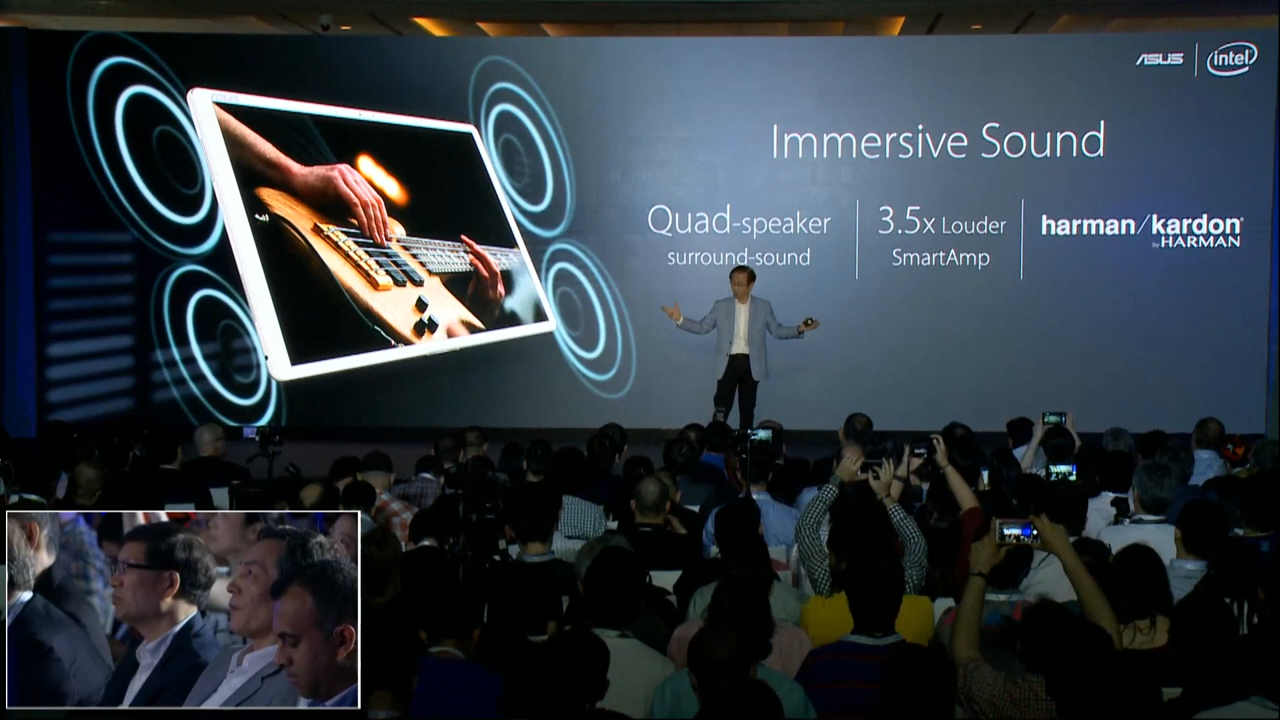 ASUS
intel
Immersive Sound
Quad-speaker
surround-sound
3.5x Louder
SmartAmp
harman/kardon®
by HARMAN